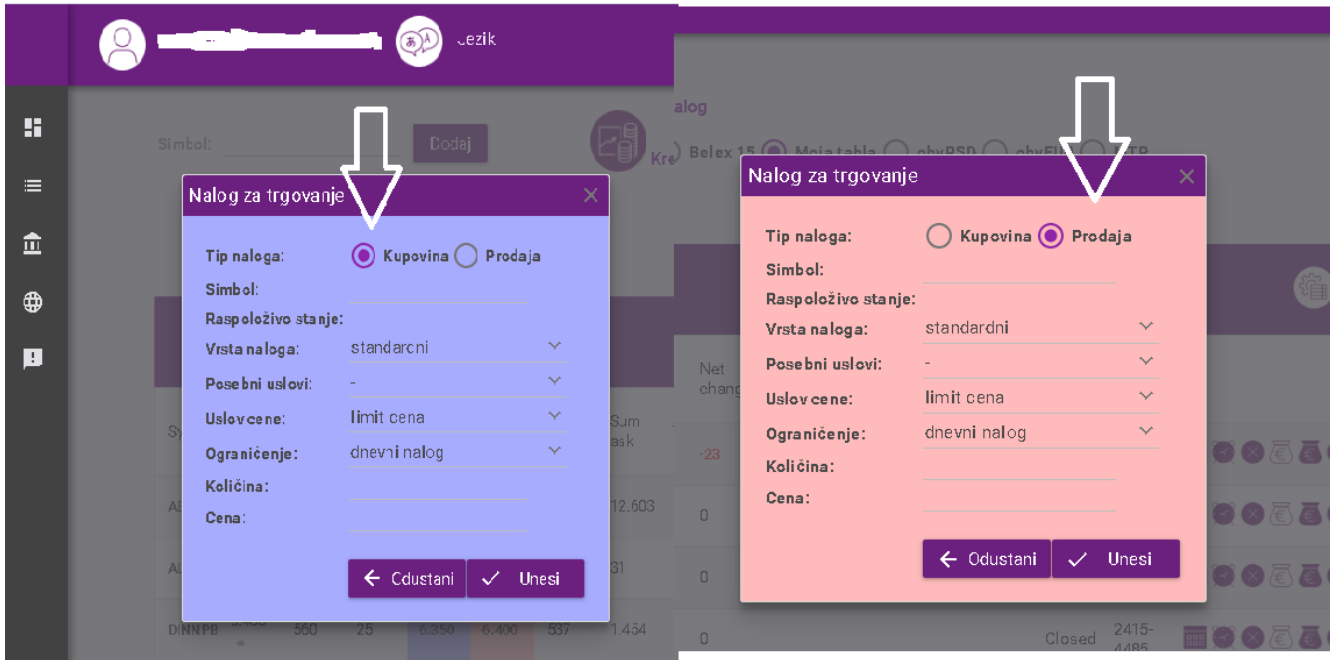 Jezik
Simbol:
Dodaj
Kre
Nalog za trgovanje
Tip naloga:
Kupovina
Prodaja
Simbol:
Raspoloživo stanje:
Vrsta naloga:
standardni
Posebni uslovi:
-
Uslov cene:
limit cena
Ograničenje:
dnevni nalog
Količina:
Cena:
Odustani
Unesi
Sy
Sum
ask
12.603
31
DINNPB
560
25
6.350
6.400
537
1.454
alog
Belex 15
Moja tabla
Nalog za trgovanje
Tip naloga:
Kupovina
Prodaja
Simbol:
Raspoloživo stanje:
Vrsta naloga:
standardni
Posebni uslovi:
-
Uslov cene:
limit cena
Ograničenje:
dnevni nalog
Količina:
Cena:
Odustani
Unesi
Net
chang
-23
0
0
0
Closed
2415-
4485